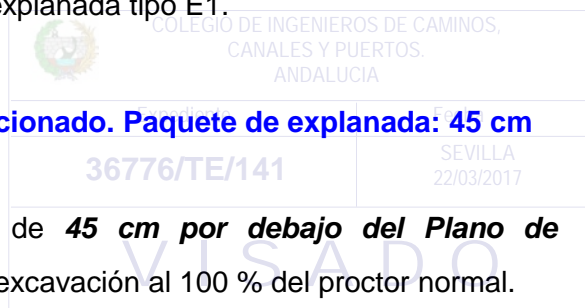 explanada tipo E1.
COLEGIO DE INGENIEROS DE CAMINOS,
CANALES Y PUERTOS.
ANDALUCIA
Expediente
Fecha
cionado. Paquete de explanada: 45 cm
36776/TE/141
SEVILLA
22/03/2017
de 45 cm por debajo del Plano de
VISADO
excavación al 100 % del proctor normal.